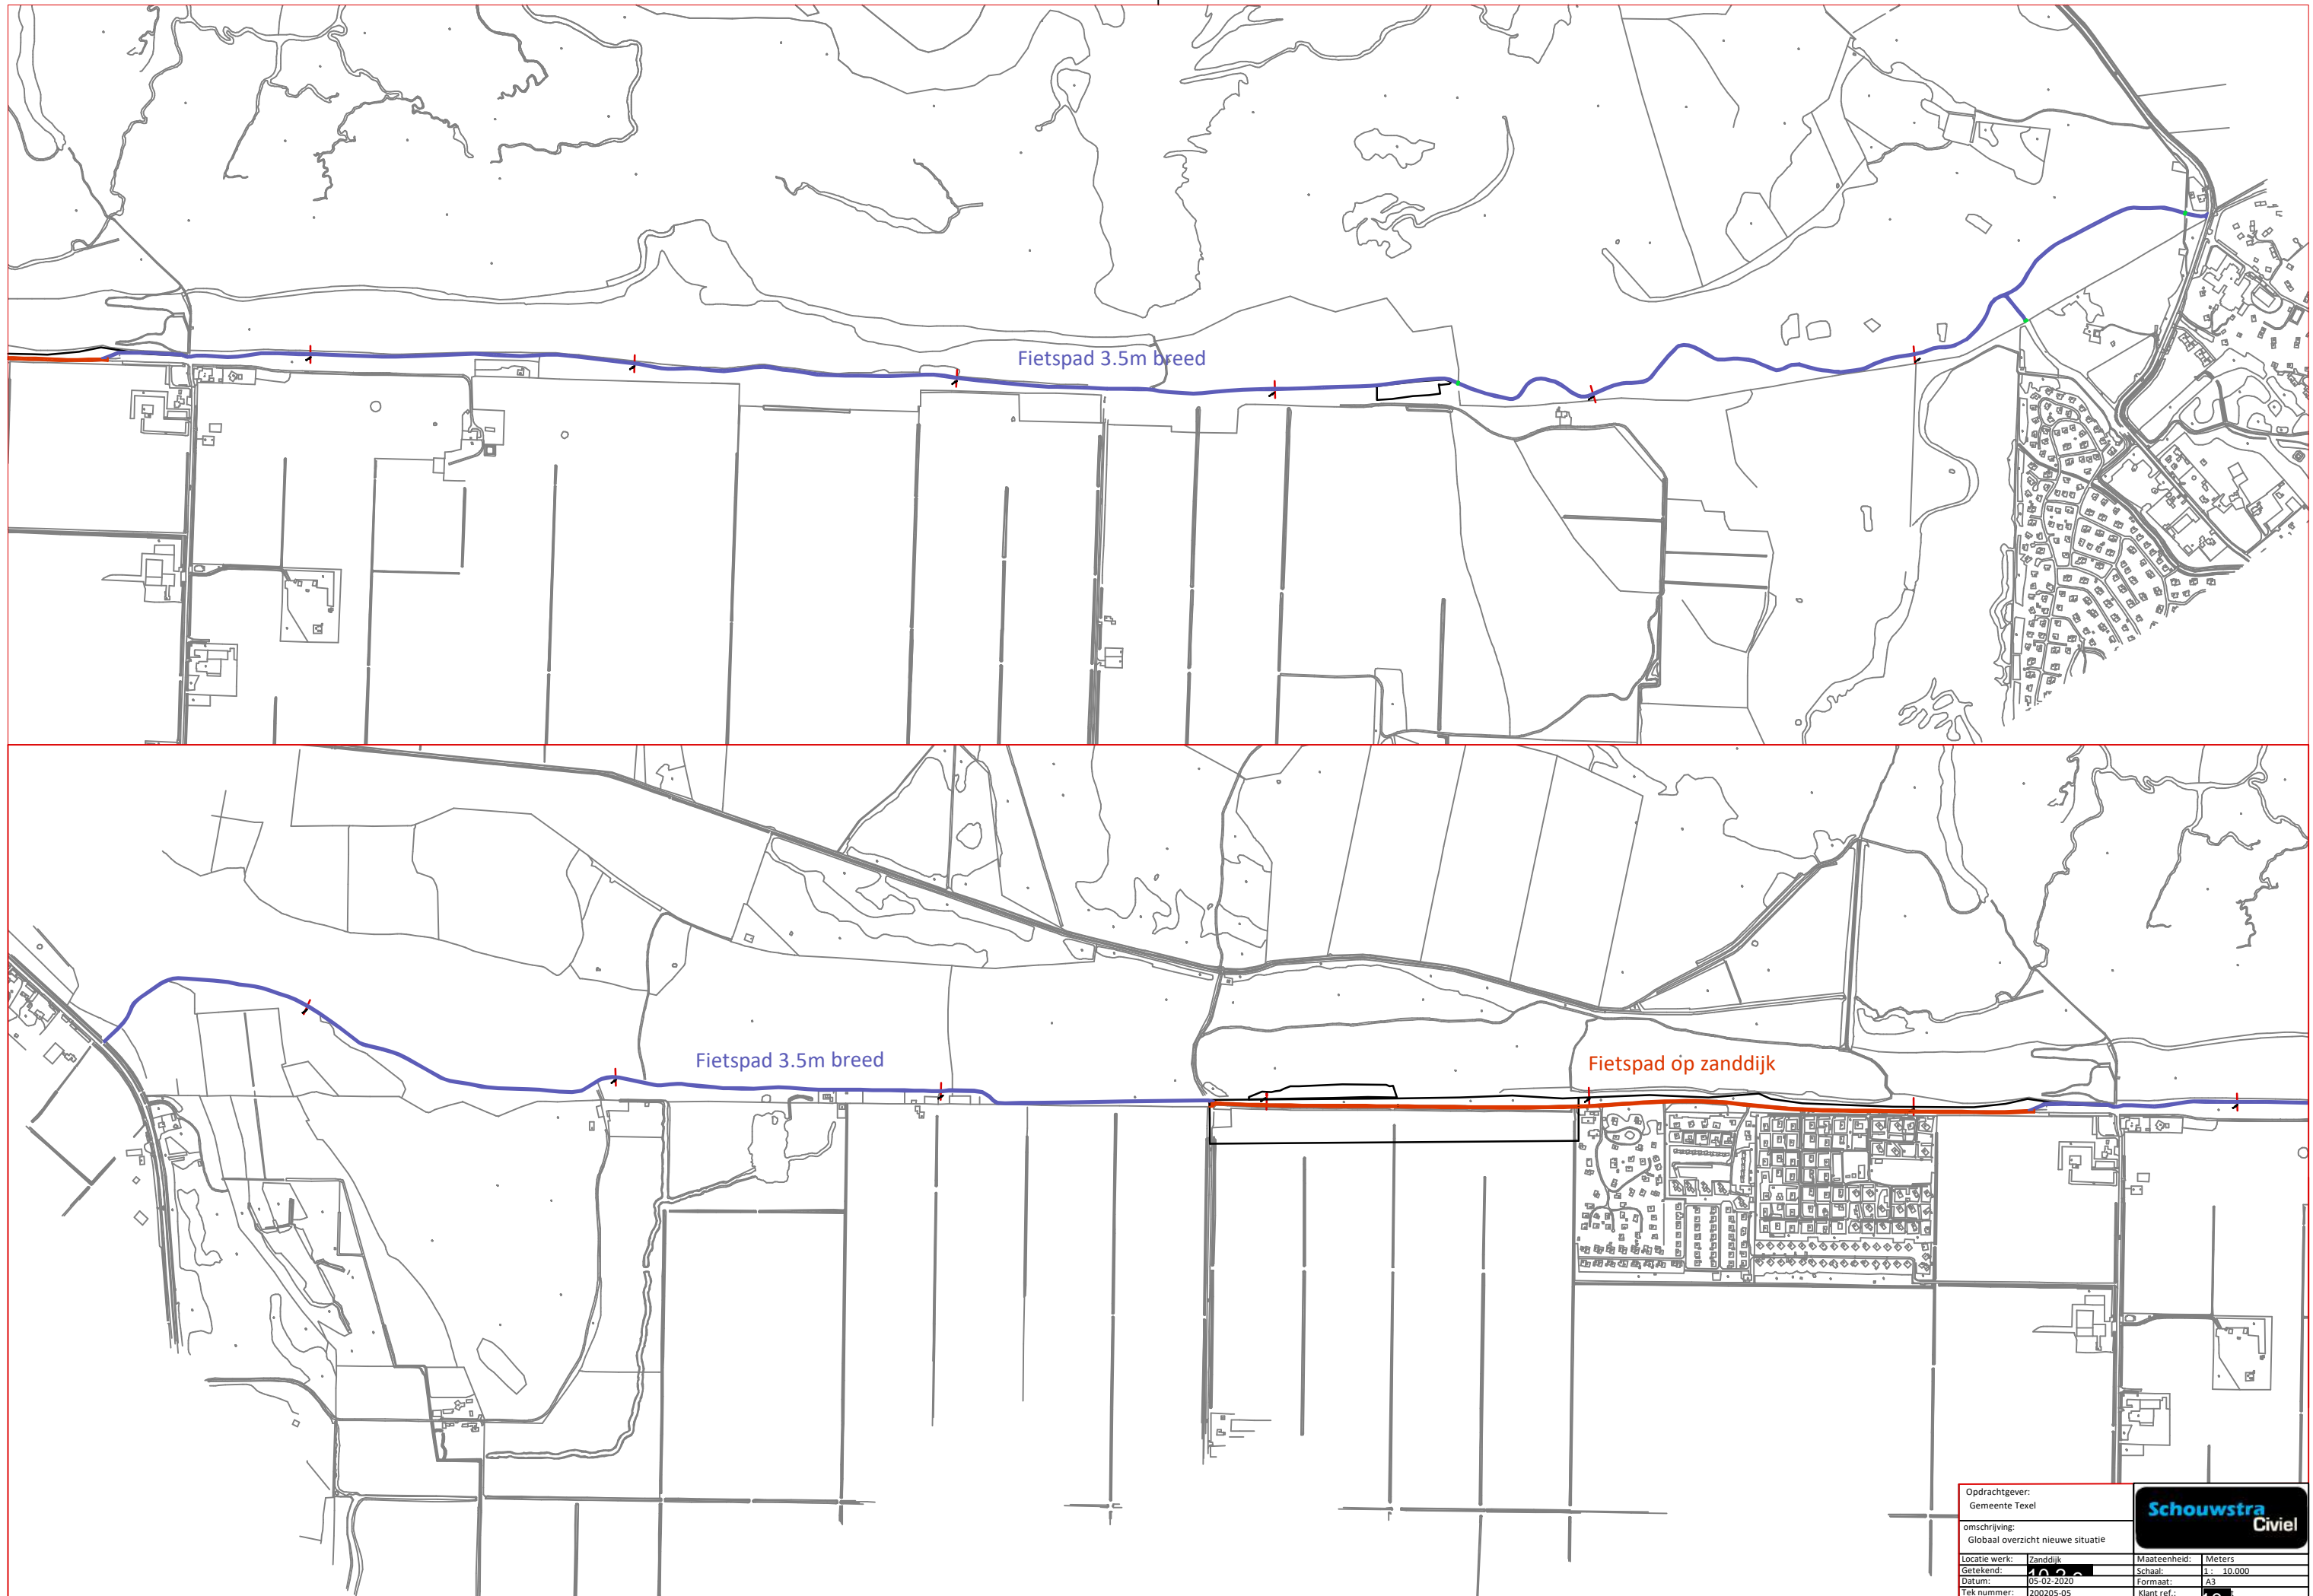 Fietspad 3.5m breed
Fietspad 3.5m breed
Fietspad op zanddijk
Opdrachtgever:
Gemeente Texel
Schouwstra
Civiel
omschrijving:
Globaal overzicht nieuwe situatie
Locatie werk: Zanddijk Maateenheid: Meters
Getekend: Schaal: 1 : 10.000
Datum: 05-02-2020 Formaat: A3
Tek nummer: 200205-05 Klant ref.: